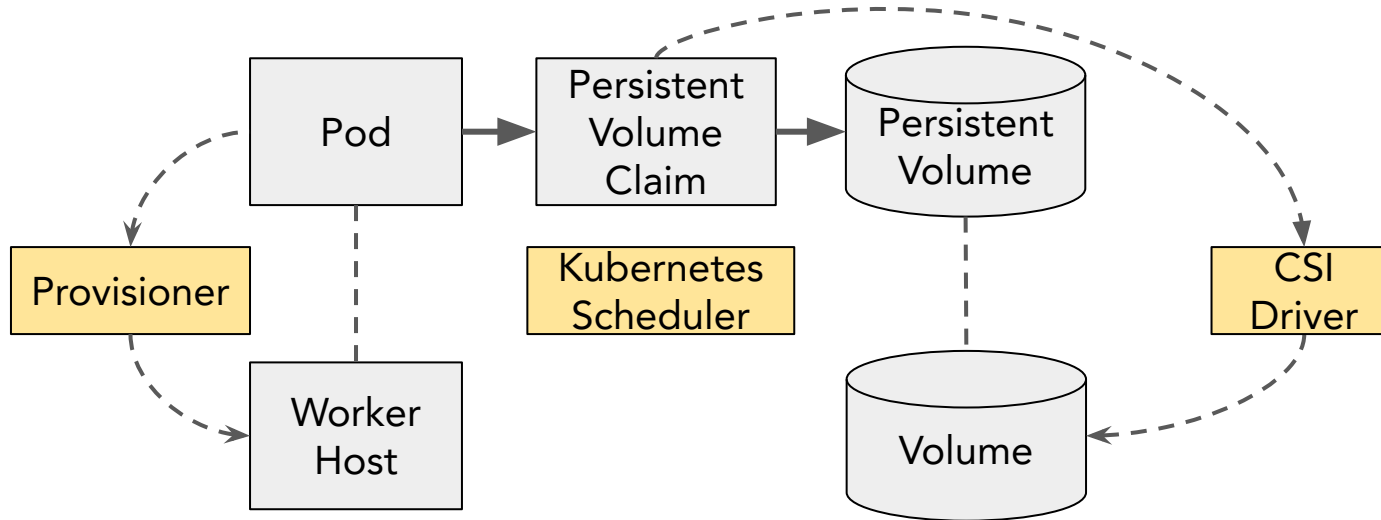 Pod
Persistent
Volume
Claim
Persistent
Volume
Provisioner
Kubernetes
Scheduler
CSI
Driver
Worker
Host
Volume